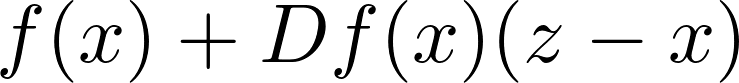 f(x) + Df(x)(z − x)